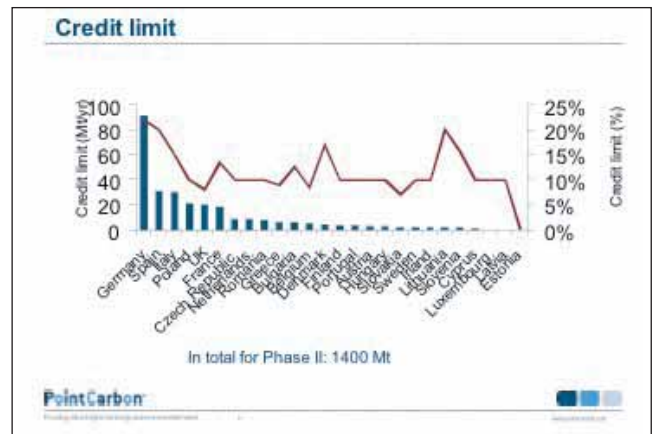 Credit limit
Credit limit (Mt/yr)
100
80
60
40
20
0
25%
20%
15%
10%
5%
0%
Credit limit (%)
Germany
Spain
Italy
Poland
UK
France
Czech Republic
Netherlands
Romania
Greece
Bulgaria
Belgium
Denmark
Finland
Portugal
Austria
Hungary
Slovakia
Sweden
Ireland
Lithuania
Slovenia
Cyprus
Luxembourg
Latvia
Estonia
In total for Phase II: 1400 Mt
PointCarbon